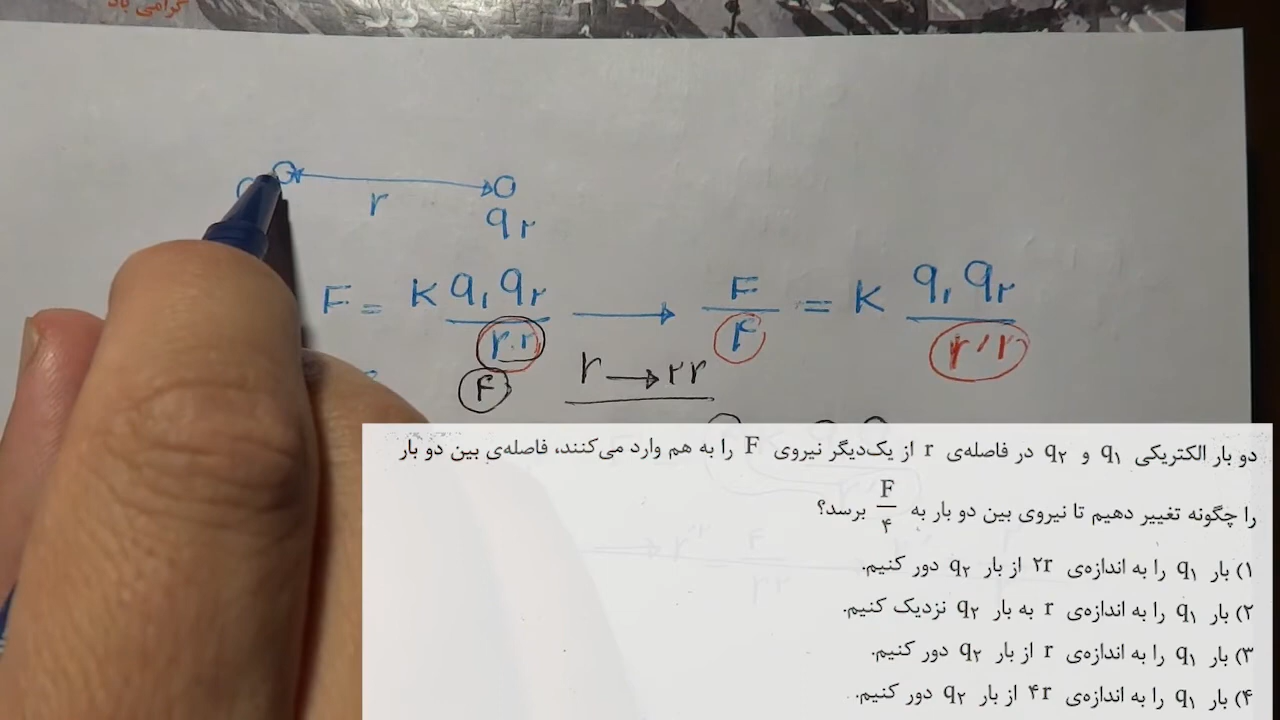 گرامی باد
r
q۲
F = K q۱ q۲ / r.r → F / ۴ = K q۱ q۲ / r'۲
۴
r → ۲r
دو بار الکتریکی q۱ و q۲ در فاصله‌ی r از یک‌دیگر نیروی F را به هم وارد می‌کنند، فاصله‌ی بین دو بار
را چگونه تغییر دهیم تا نیروی بین دو بار به F/۴ برسد؟
۱) بار q۱ را به اندازه‌ی ۲r از بار q۲ دور کنیم.
۲) بار q۱ را به اندازه‌ی r به بار q۲ نزدیک کنیم.
۳) بار q۱ را به اندازه‌ی r از بار q۲ دور کنیم.
۴) بار q۱ را به اندازه‌ی ۴r از بار q۲ دور کنیم.